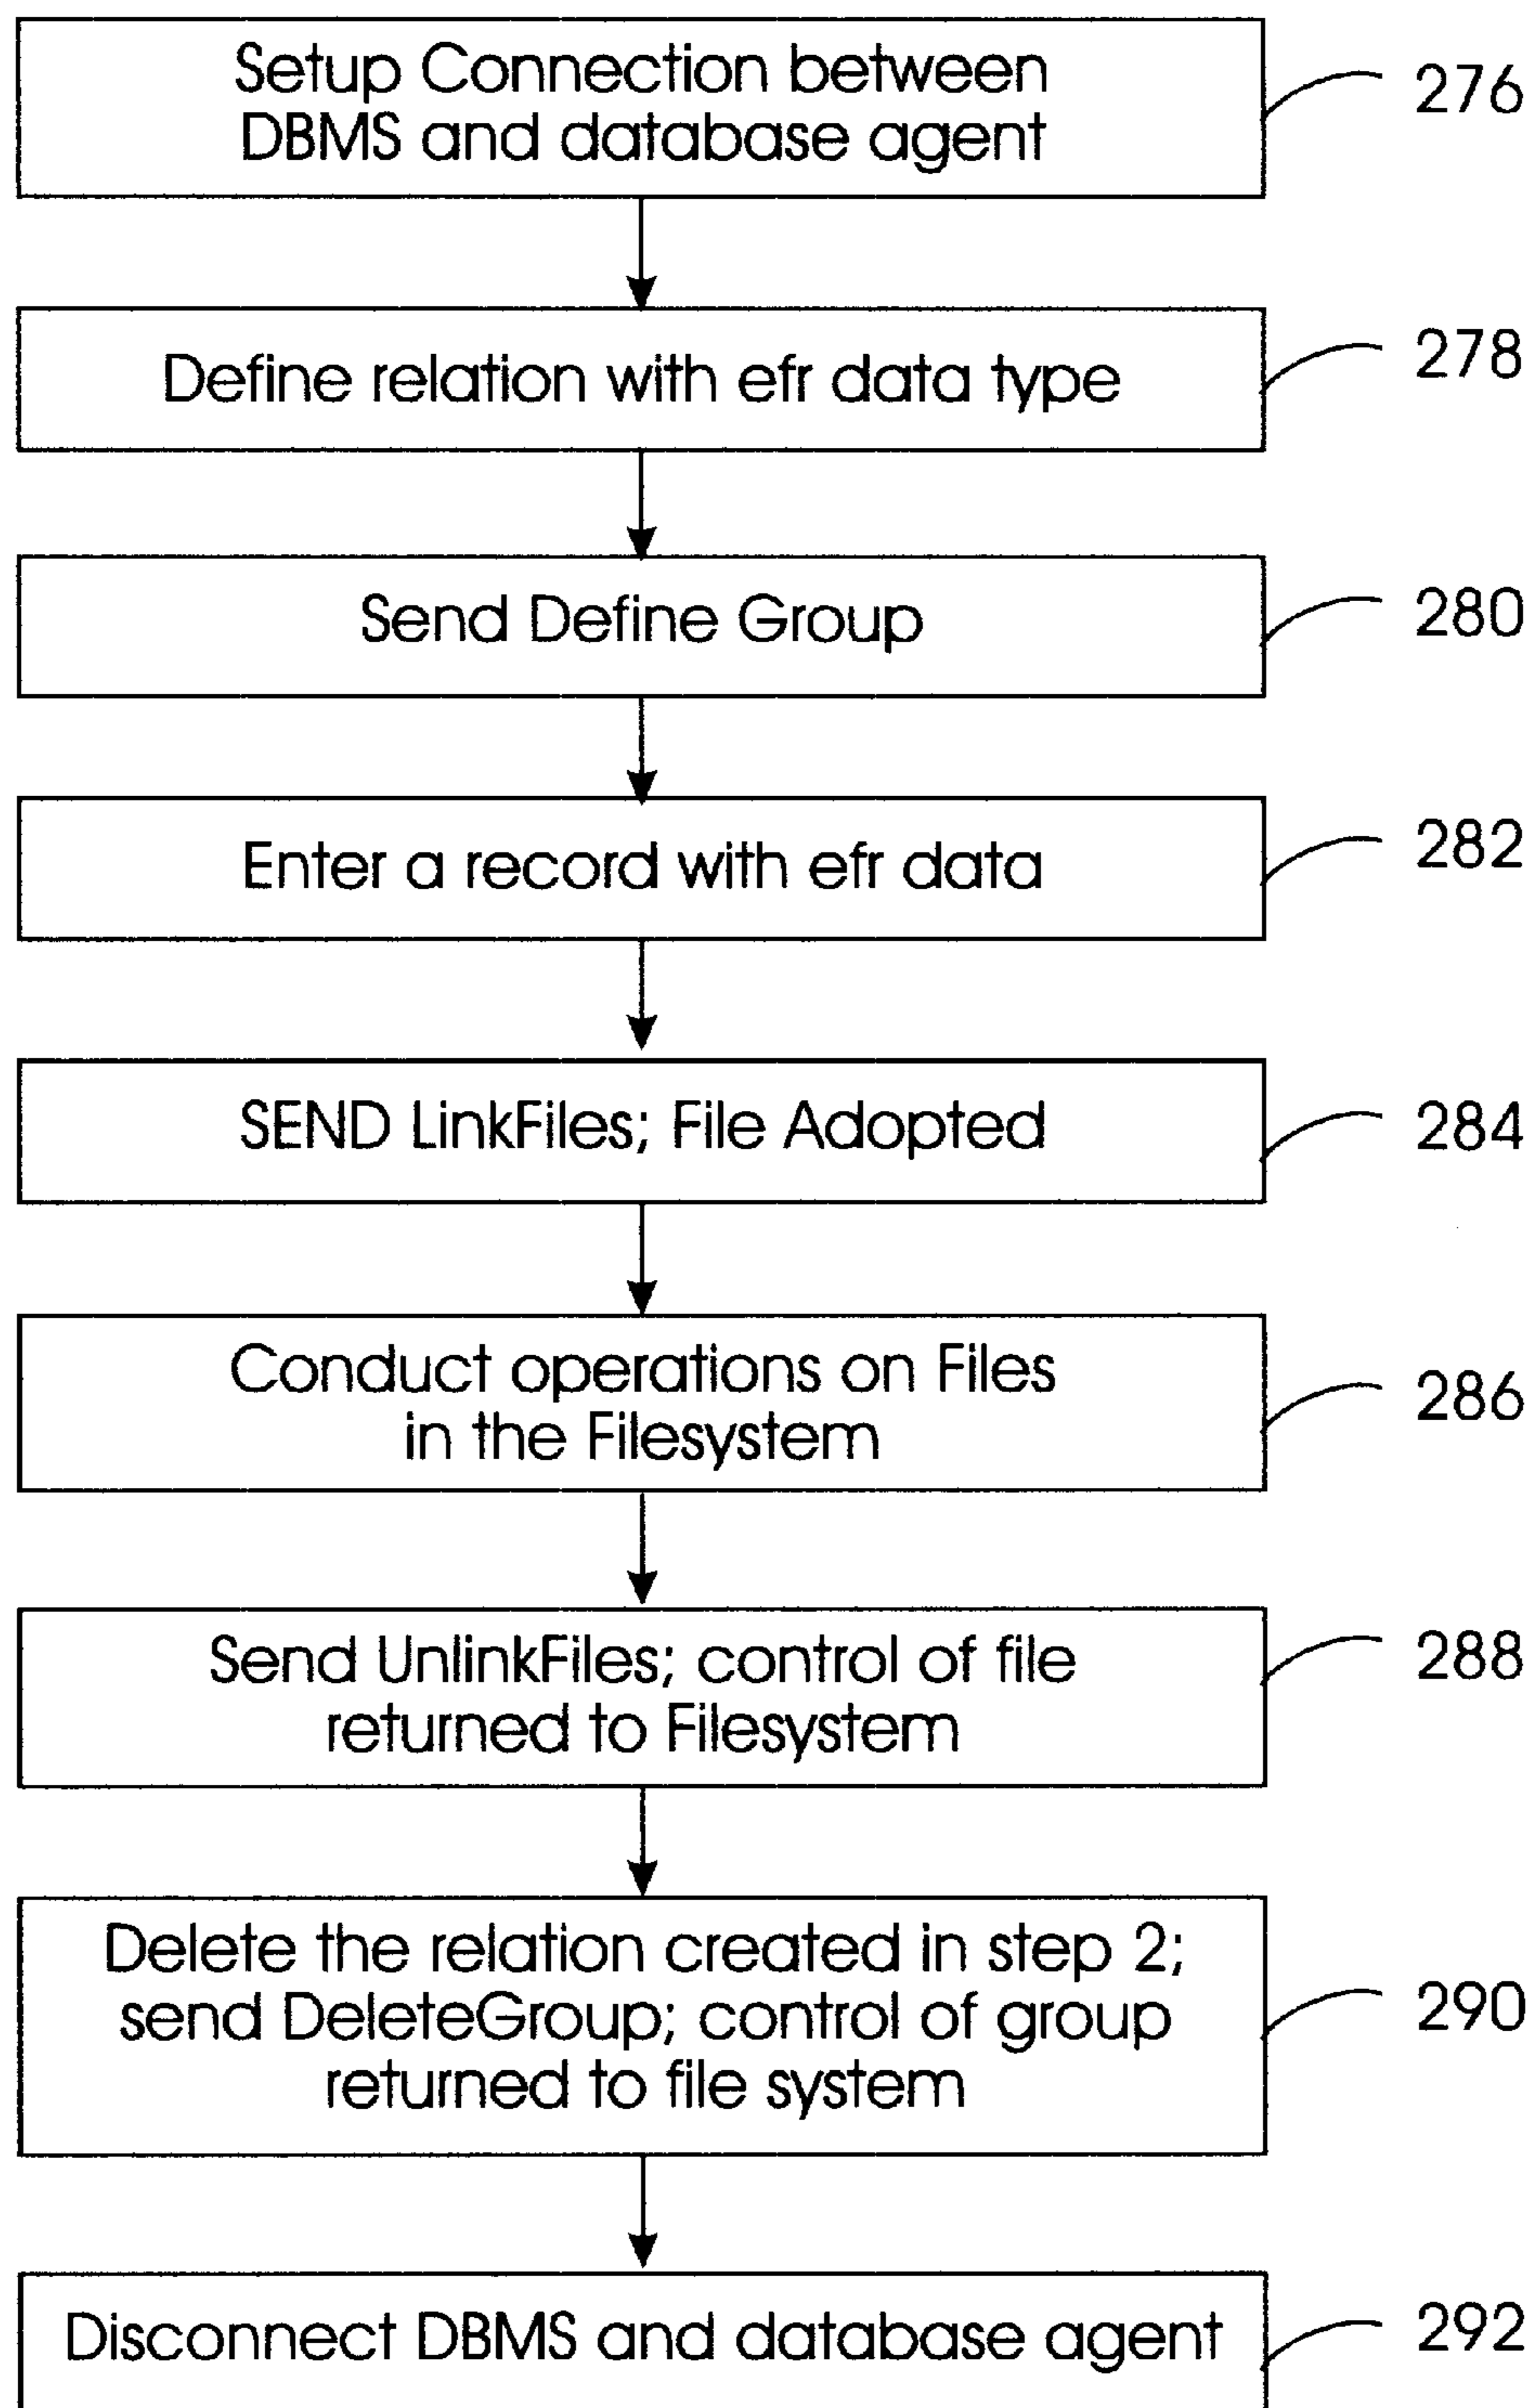 Setup Connection between
DBMS and database agent
276
Define relation with efr data type
278
Send Define Group
280
Enter a record with efr data
282
SEND LinkFiles; File Adopted
284
Conduct operations on Files
in the Filesystem
286
Send UnlinkFiles; control of file
returned to Filesystem
288
Delete the relation created in step 2;
send DeleteGroup; control of group
returned to file system
290
Disconnect DBMS and database agent
292